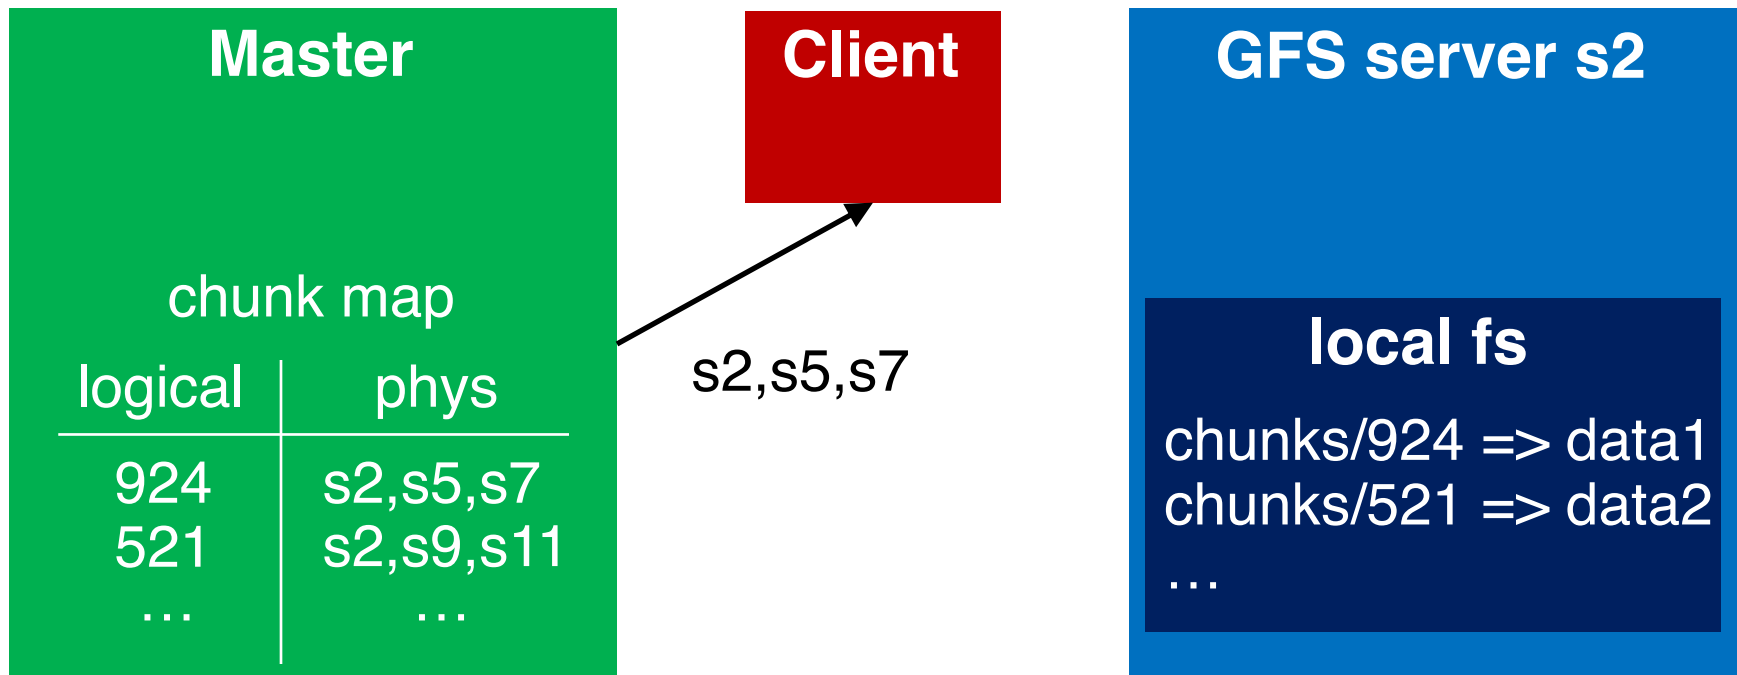 Master
chunk map
logical phys
924 s2,s5,s7
521 s2,s9,s11
… …
Client
s2,s5,s7
GFS server s2
local fs
chunks/924 => data1
chunks/521 => data2
…